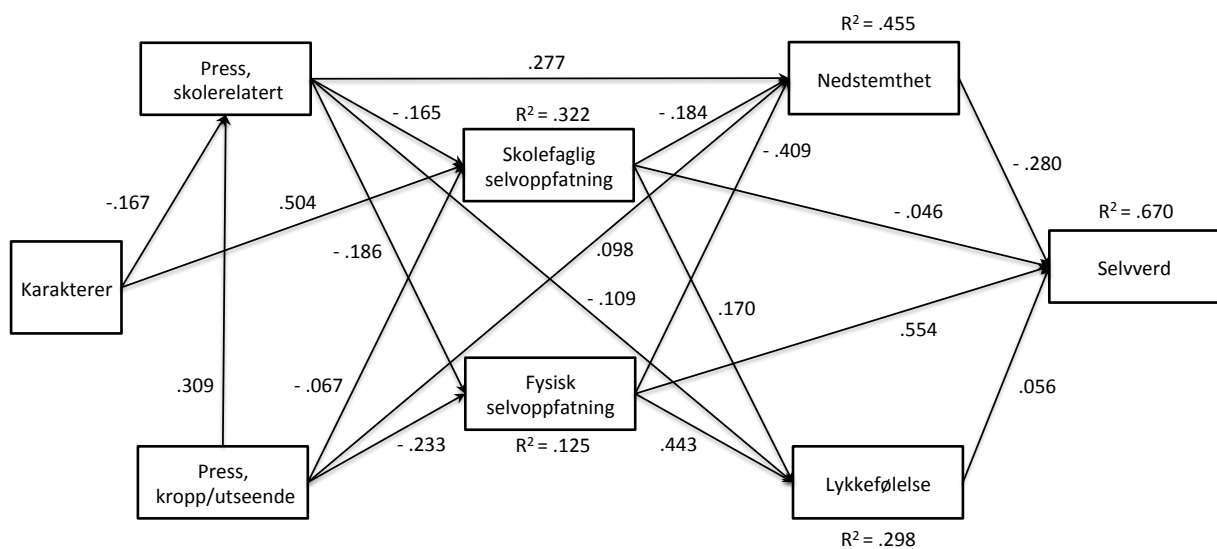 R² = .455
Press,
skolerelatert
.277
Nedstemthet
- .165
R² = .322
- .184
Skolefaglig
selvoppfatning
- .409
- .280
-.167
.504
- .046
R² = .670
Karakterer
- .186
.098
Selvverd
- .109
.170
.554
.309
- .067
Fysisk
selvoppfatning
.056
- .233
R² = .125
.443
Press,
kropp/utseende
Lykkefølelse
R² = .298